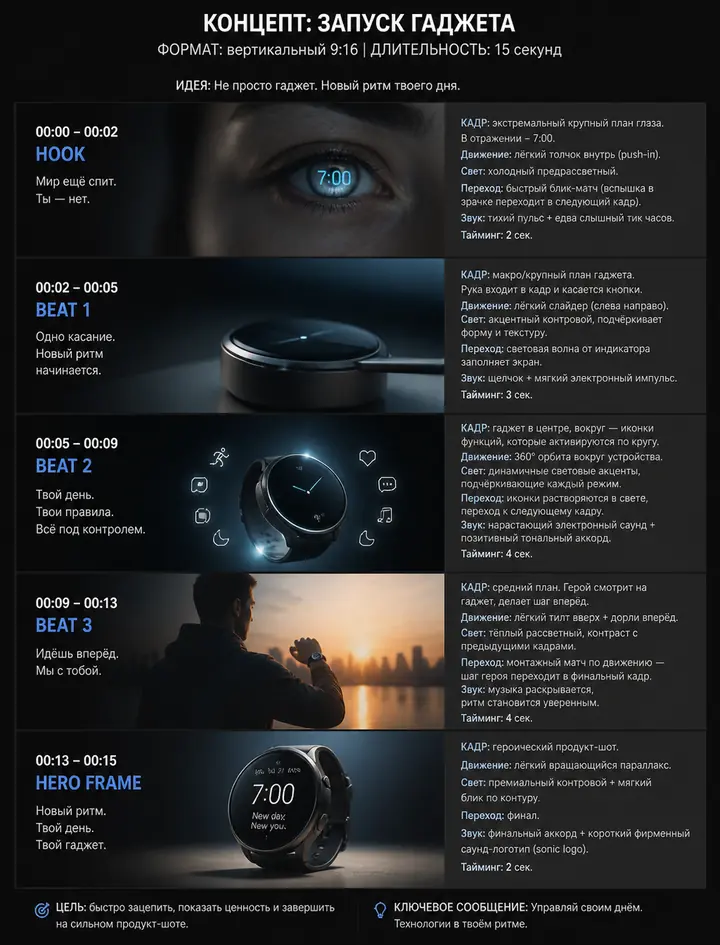 КОНЦЕПТ: ЗАПУСК ГАДЖЕТА
ФОРМАТ: вертикальный 9:16 | ДЛИТЕЛЬНОСТЬ: 15 секунд
ИДЕЯ: Не просто гаджет. Новый ритм твоего дня.
00:00 – 00:02
HOOK
Мир ещё спит.
Ты — нет.
7:00
КАДР: экстремальный крупный план глаза.
В отражении – 7:00.
Движение: лёгкий толчок внутрь (push-in).
Свет: холодный предрассветный.
Переход: быстрый блик-матч (вспышка в
зрачке переходит в следующий кадр).
Звук: тихий пульс + едва слышный тик часов.
Тайминг: 2 сек.
00:02 – 00:05
BEAT 1
Одно касание.
Новый ритм
начинается.
КАДР: макро/крупный план гаджета.
Рука входит в кадр и касается кнопки.
Движение: лёгкий слайдер (слева направо).
Свет: акцентный контровой, подчёркивает
форму и текстуру.
Переход: световая волна от индикатора
заполняет экран.
Звук: щелчок + мягкий электронный импульс.
Тайминг: 3 сек.
00:05 – 00:09
BEAT 2
Твой день.
Твои правила.
Всё под контролем.
КАДР: гаджет в центре, вокруг — иконки
функций, которые активируются по кругу.
Движение: 360° орбита вокруг устройства.
Свет: динамичные световые акценты,
подчёркивающие каждый режим.
Переход: иконки растворяются в свете,
переход к следующему кадру.
Звук: нарастающий электронный саунд +
позитивный тональный аккорд.
Тайминг: 4 сек.
00:09 – 00:13
BEAT 3
Идёшь вперёд.
Мы с тобой.
КАДР: средний план. Герой смотрит на
гаджет, делает шаг вперёд.
Движение: лёгкий тилт вверх + дорли вперёд.
Свет: тёплый рассветный, контраст с
предыдущими кадрами.
Переход: монтажный матч по движению —
шаг героя переходит в финальный кадр.
Звук: музыка раскрывается,
ритм становится уверенным.
Тайминг: 4 сек.
00:13 – 00:15
HERO FRAME
Новый ритм.
Твой день.
Твой гаджет.
7:00
New day.
New you.
КАДР: героический продукт-шот.
Движение: лёгкий вращающийся параллакс.
Свет: премиальный контровой + мягкий
блик по контуру.
Переход: финал.
Звук: финальный аккорд + короткий фирменный
саунд-логотип (sonic logo).
Тайминг: 2 сек.
ЦЕЛЬ: быстро зацепить, показать ценность и завершить
на сильном продукт-шоте.
КЛЮЧЕВОЕ СООБЩЕНИЕ: Управляй своим днём.
Технологии в твоём ритме.